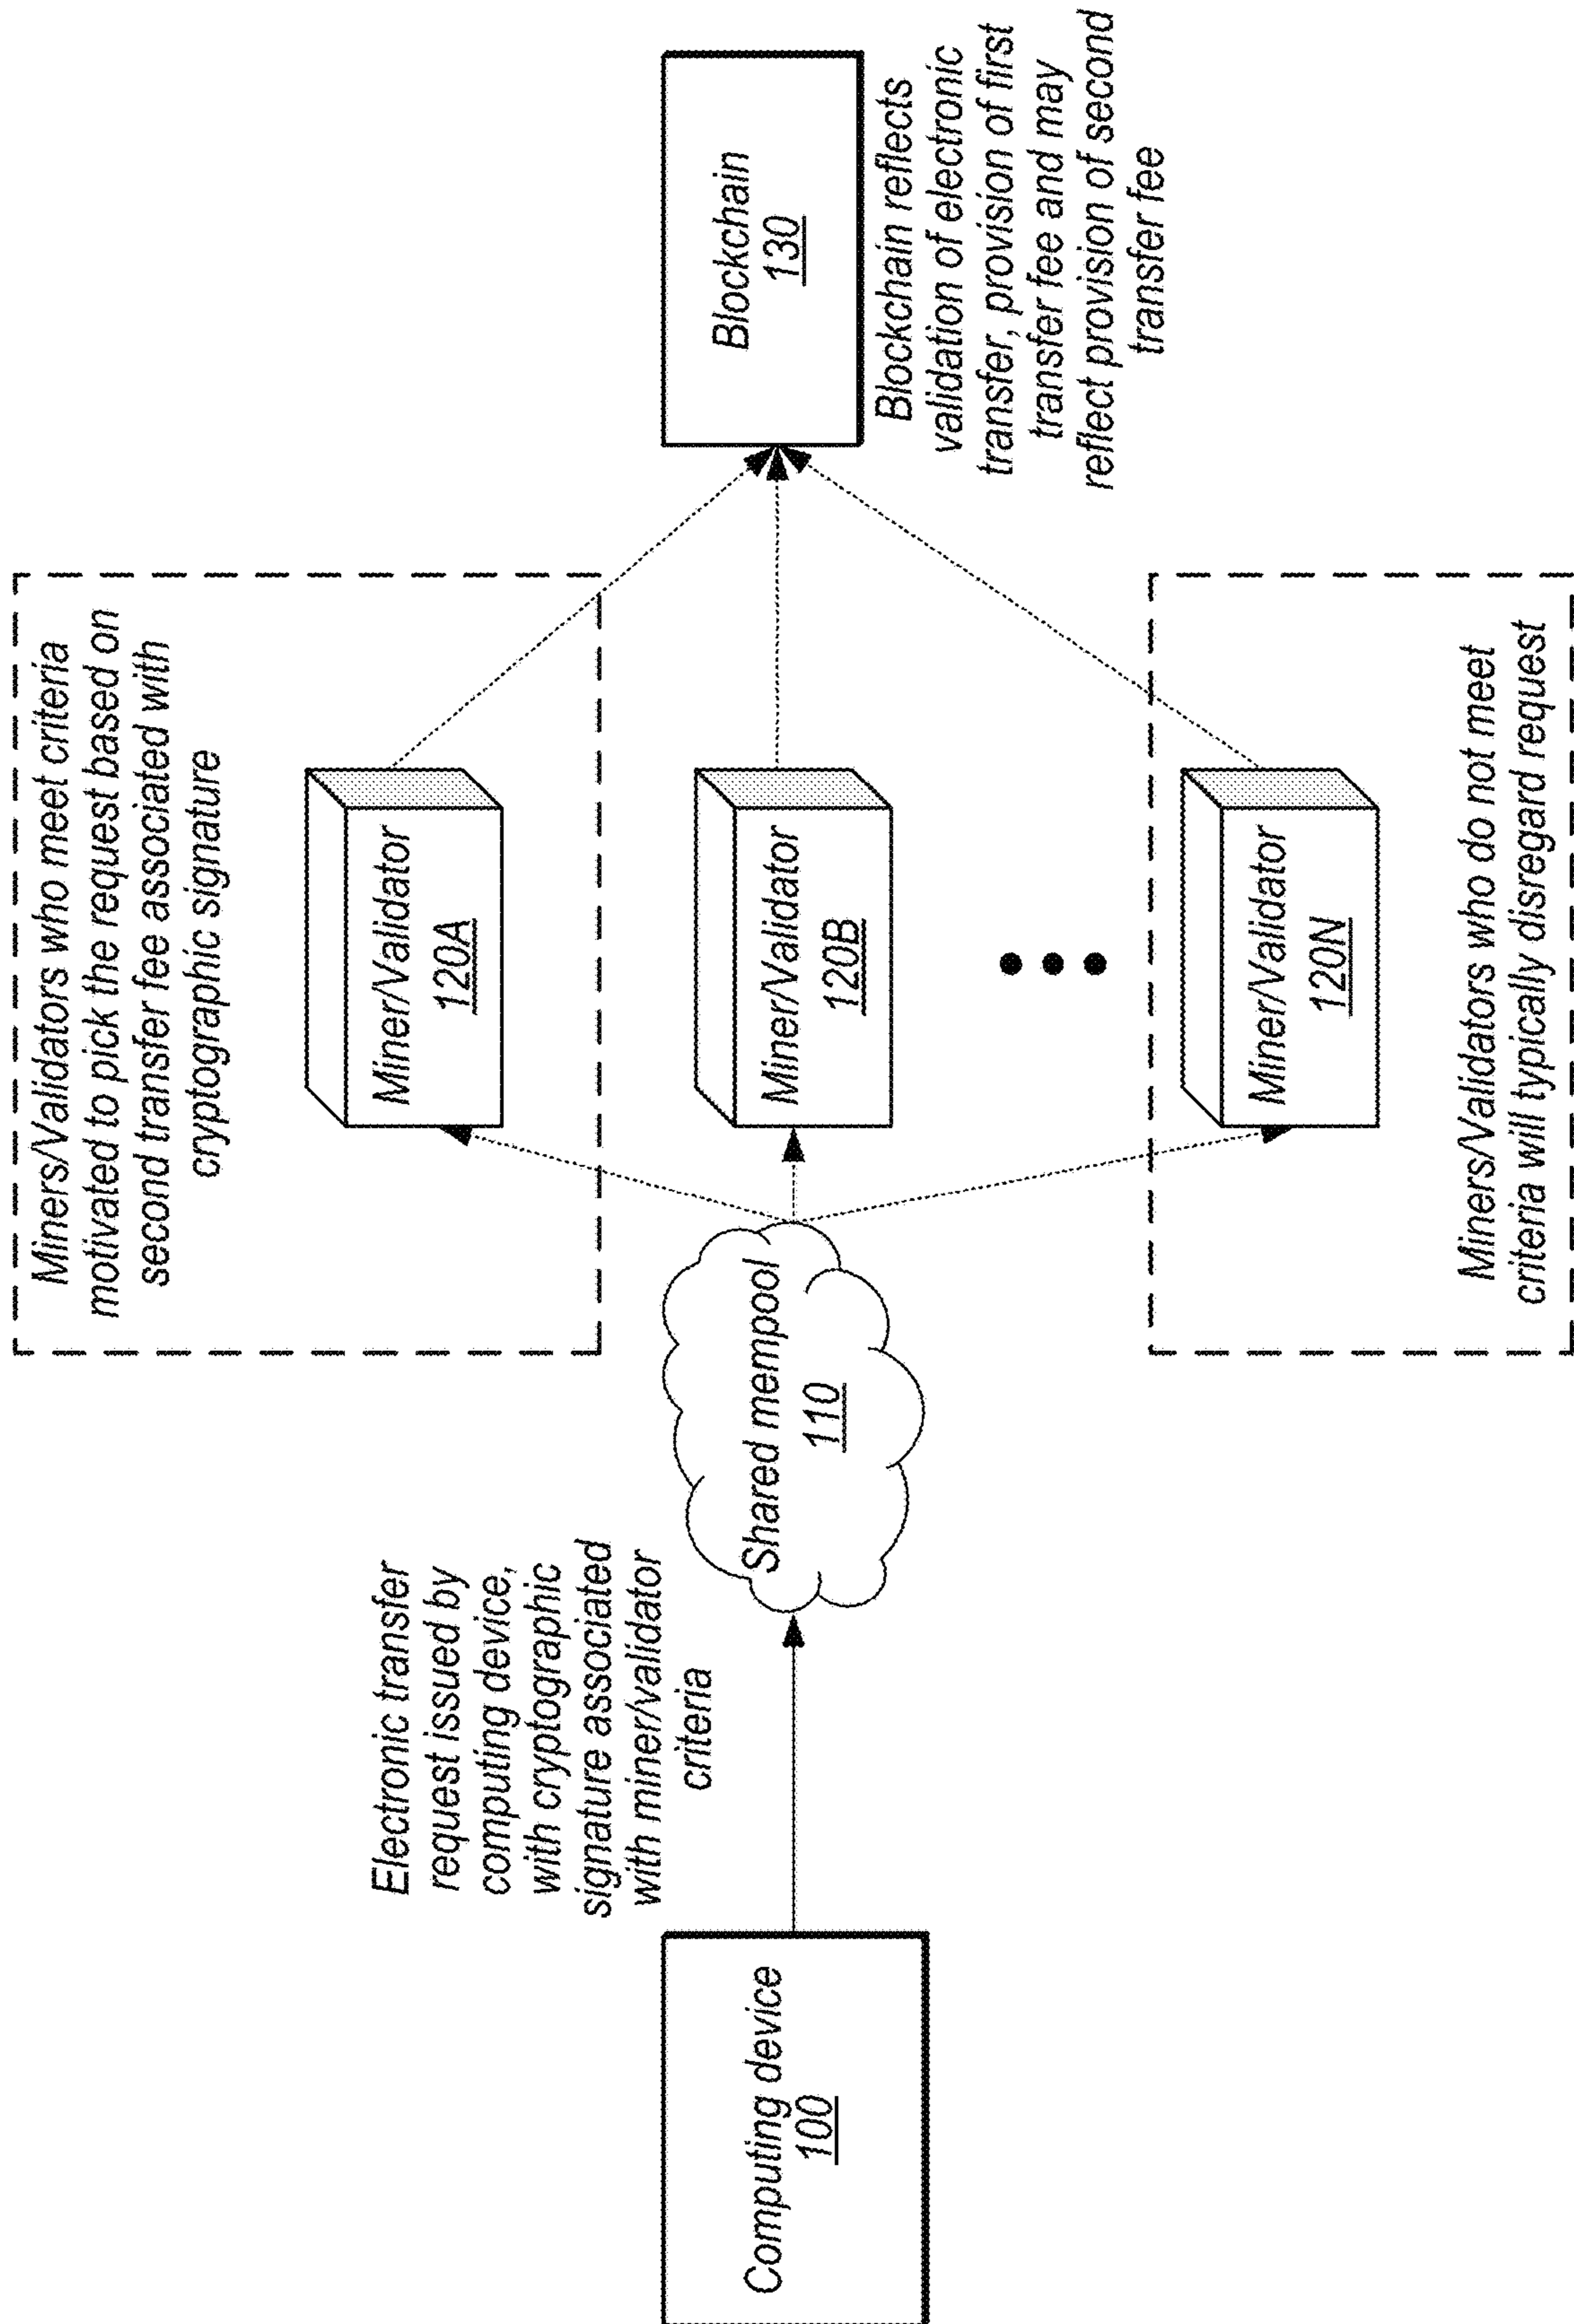 Computing device
100
Electronic transfer
request issued by
computing device,
with cryptographic
signature associated
with miner/validator
criteria
Shared mempool
110
Miners/Validators who meet criteria
motivated to pick the request based on
second transfer fee associated with
cryptographic signature
Miner/Validator
120A
Miner/Validator
120B
Miner/Validator
120N
Miners/Validators who do not meet
criteria will typically disregard request
Blockchain
130
Blockchain reflects
validation of electronic
transfer, provision of first
transfer fee and may
reflect provision of second
transfer fee